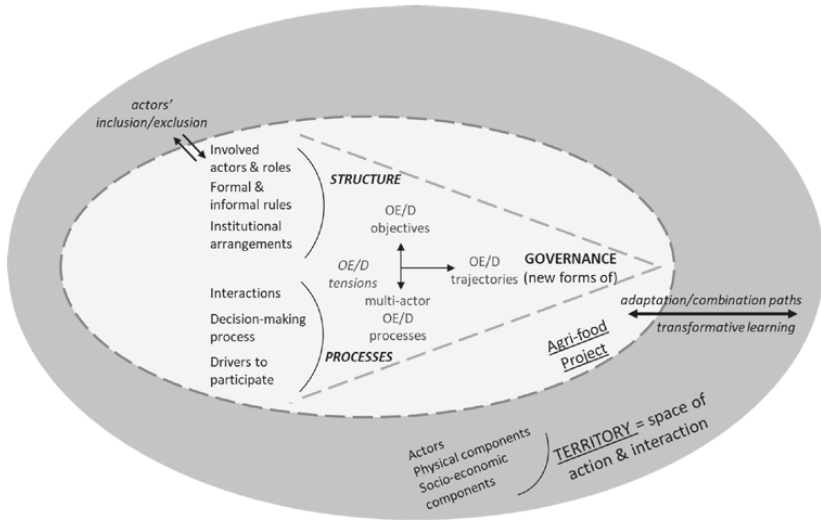 actors’
inclusion/exclusion
Involved
actors & roles
Formal &
informal rules
Institutional
arrangements
STRUCTURE
OE/D
objectives
OE/D
tensions
OE/D
trajectories
GOVERNANCE
(new forms of)
multi-actor
OE/D
processes
Interactions
Decision-making
process
Drivers to
participate
PROCESSES
adaptation/combination paths
transformative learning
Agri-food
Project
Actors
Physical components
Socio-economic
components
TERRITORY = space of
action & interaction